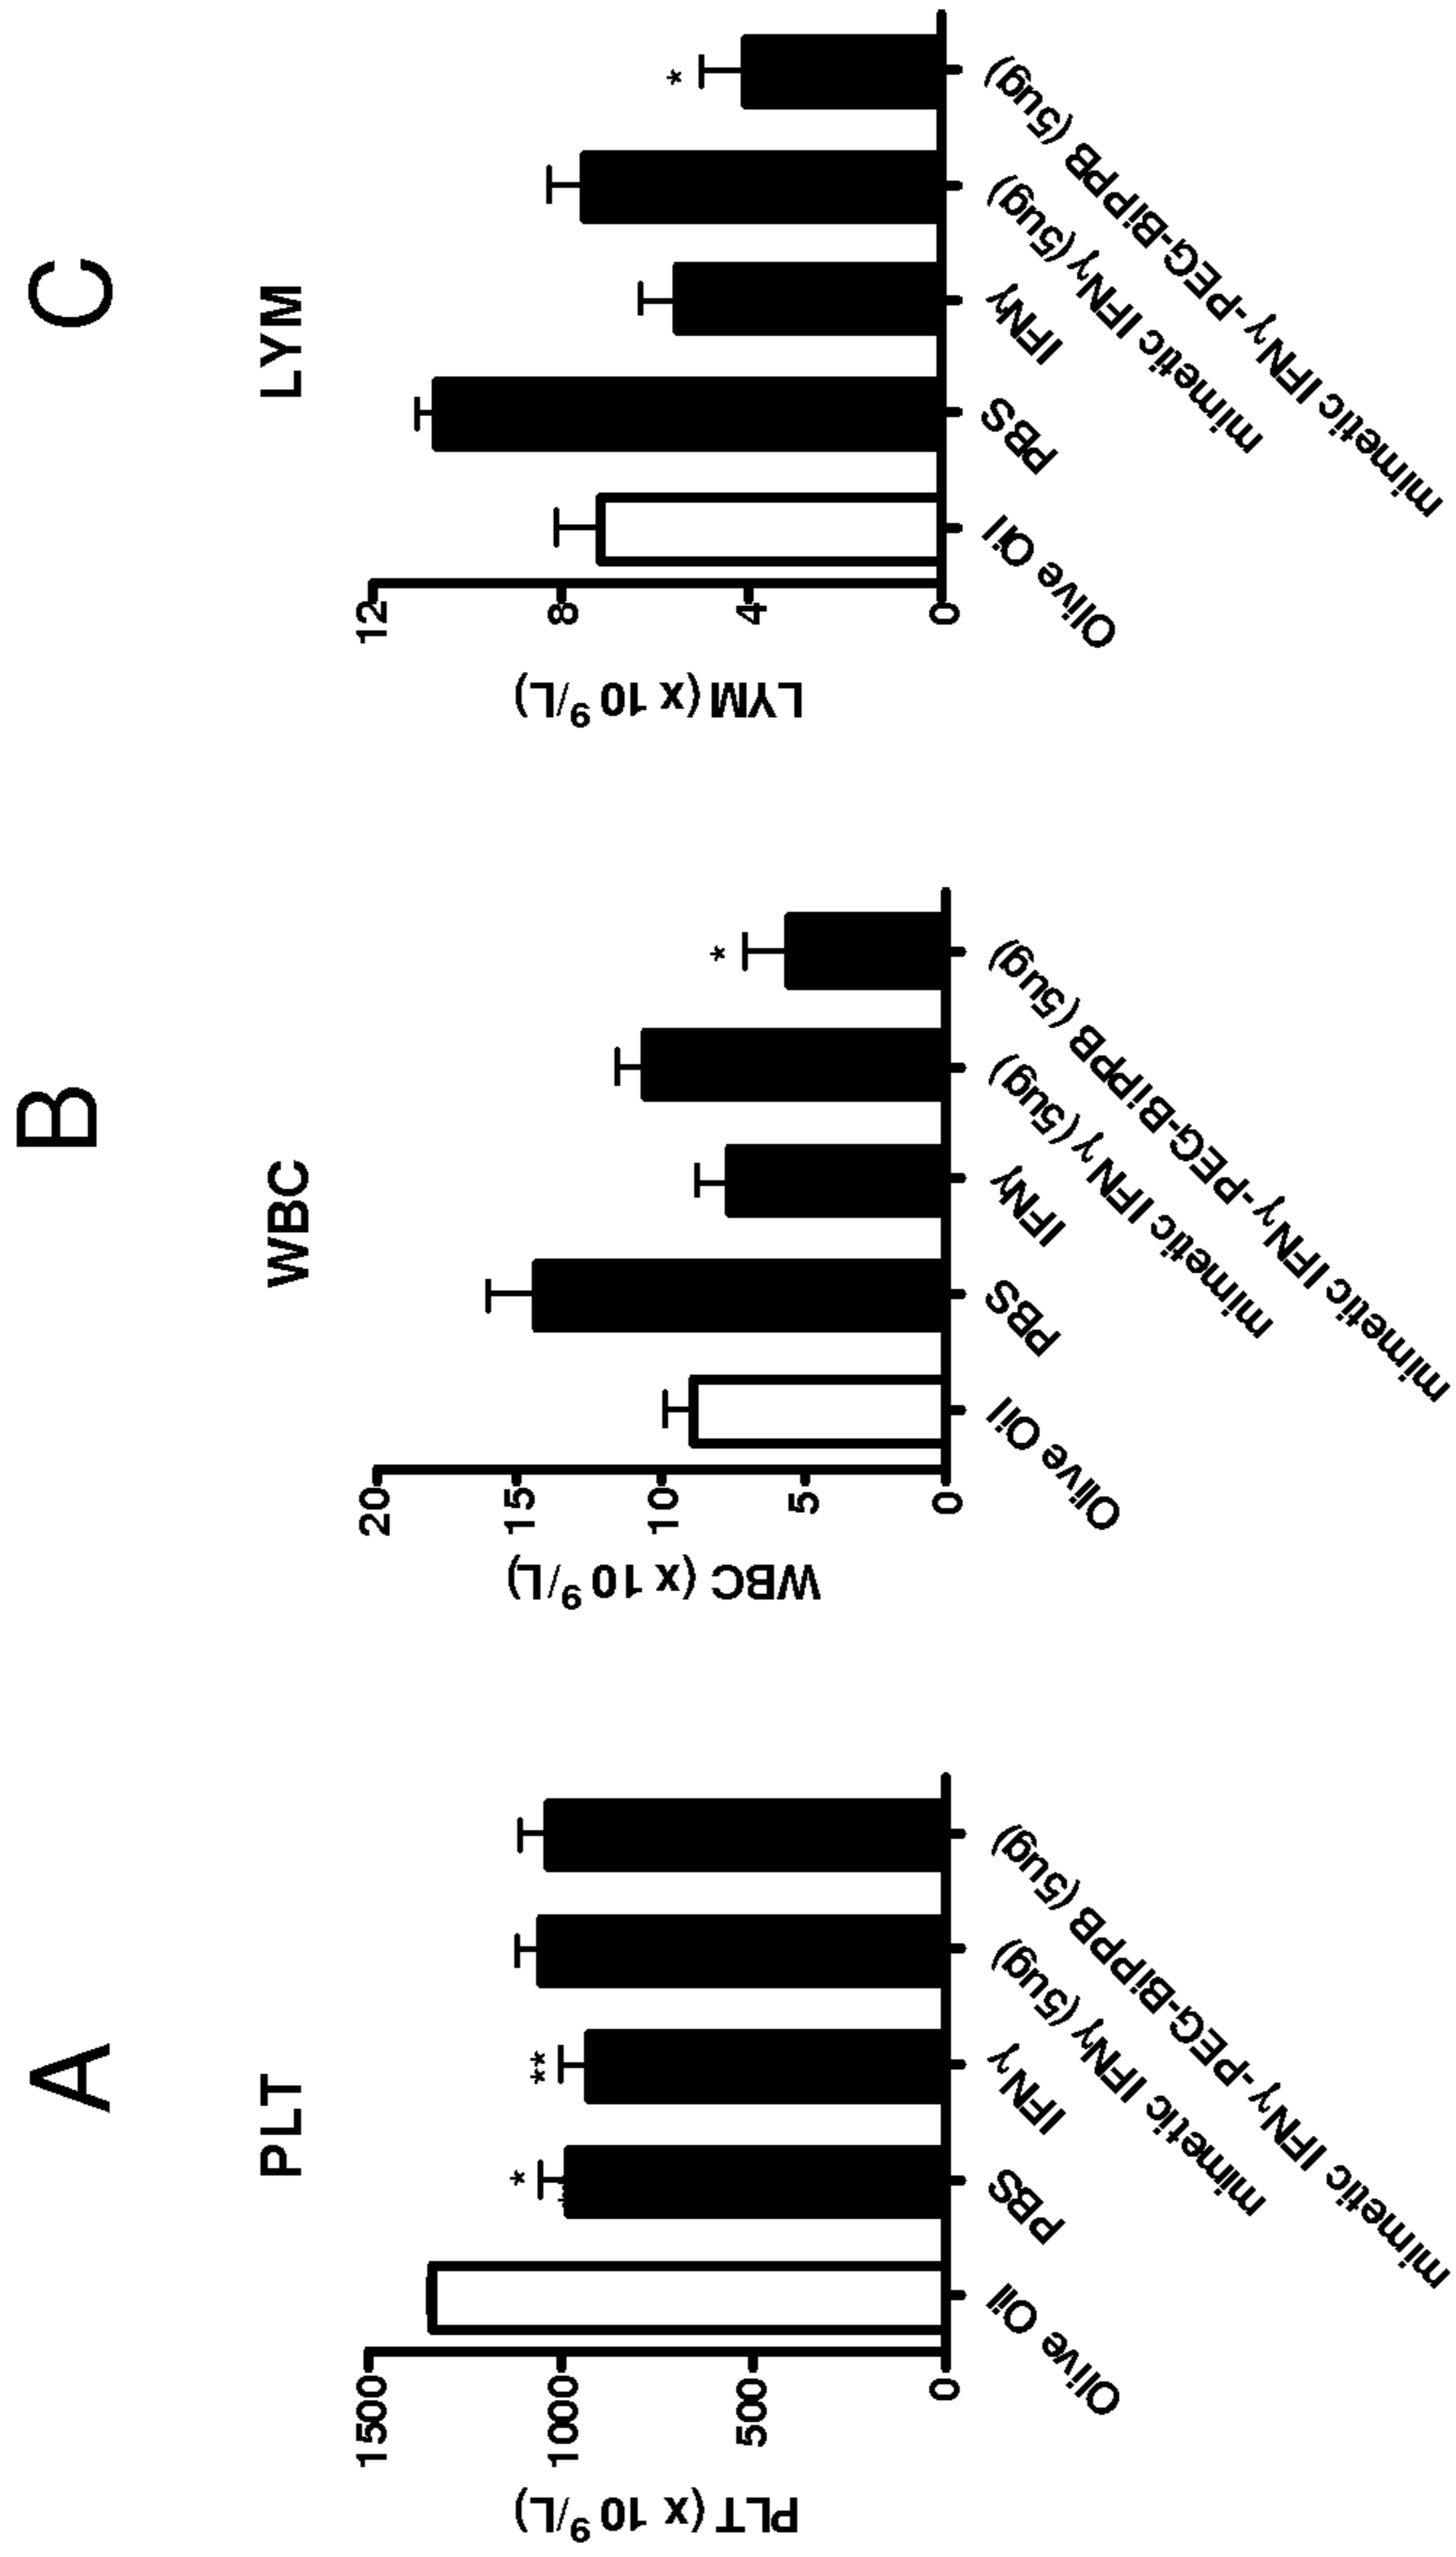 A
PLT
PLT (x 10 9/L)
1500
1000
500
0
*
**
Olive Oil
PBS
IFNγ
mimetic IFNγ (5ug)
mimetic IFNγ-PEG-BiPPB (5ug)
B
WBC
WBC (x 10 9/L)
20
15
10
5
0
*
Olive Oil
PBS
IFNγ
mimetic IFNγ (5ug)
mimetic IFNγ-PEG-BiPPB (5ug)
C
LYM
LYM (x 10 9/L)
12
8
4
0
*
Olive Oil
PBS
IFNγ
mimetic IFNγ (5ug)
mimetic IFNγ-PEG-BiPPB (5ug)